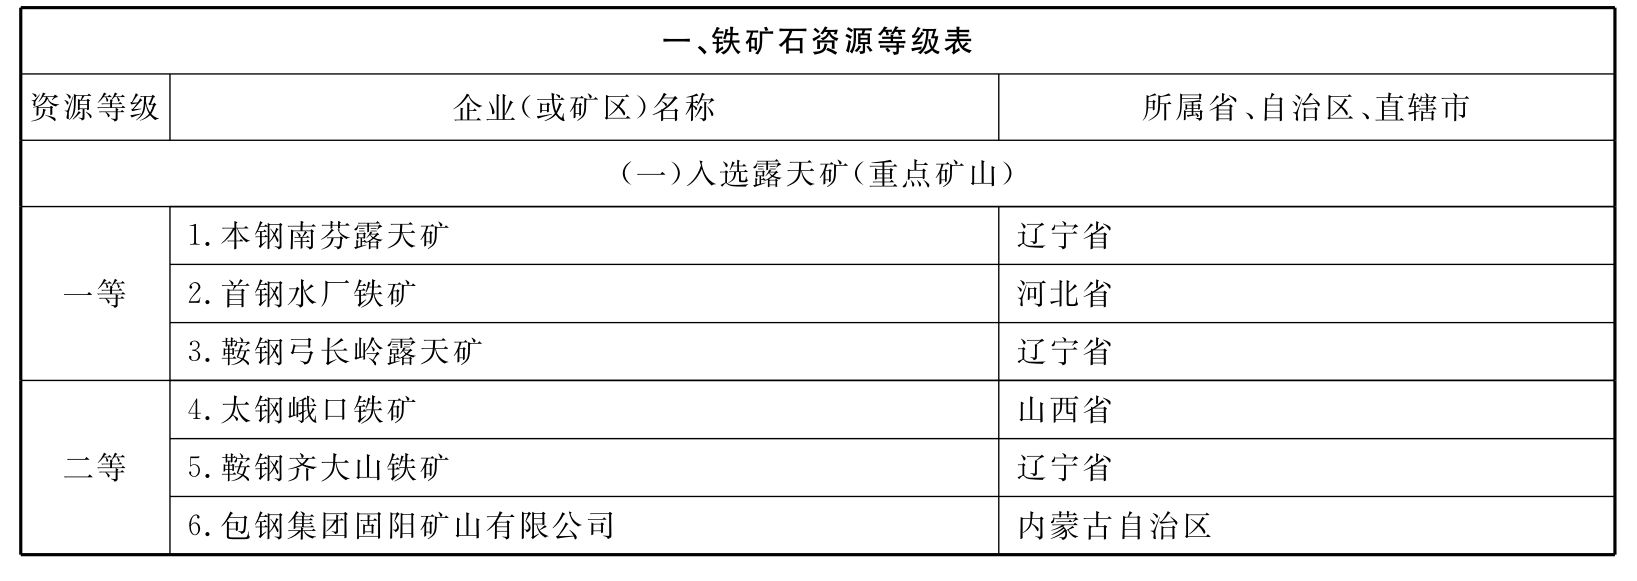 一、铁矿石资源等级表
资源等级 企业(或矿区)名称 所属省、自治区、直辖市
(一)入选露天矿(重点矿山)
一等
1.本钢南芬露天矿 辽宁省
2.首钢水厂铁矿 河北省
3.鞍钢弓长岭露天矿 辽宁省
二等
4.太钢峨口铁矿 山西省
5.鞍钢齐大山铁矿 辽宁省
6.包钢集团固阳矿山有限公司 内蒙古自治区